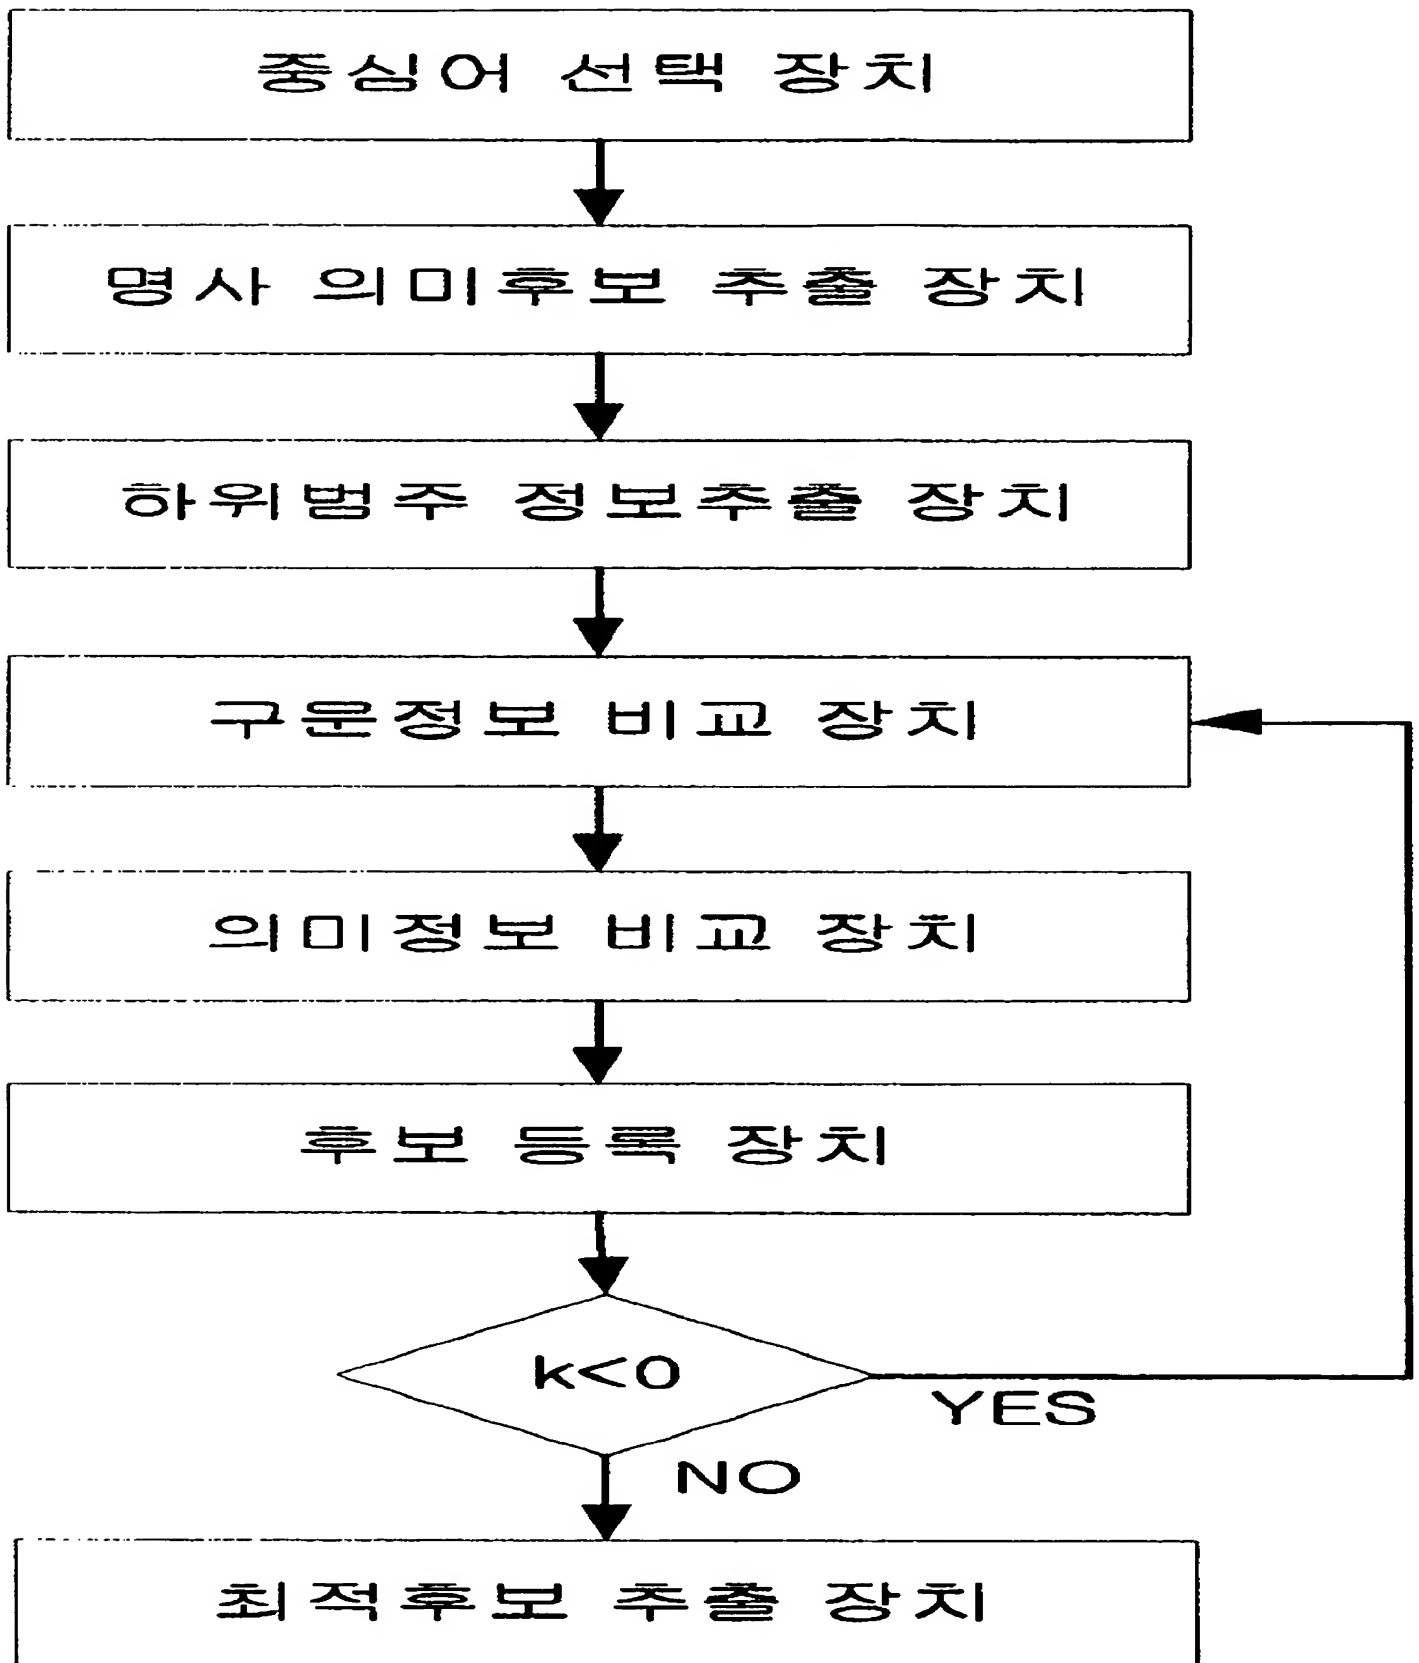 중심어 선택 장치
명사 의미후보 추출 장치
하위범주 정보추출 장치
구문정보 비교 장치
의미정보 비교 장치
후보 등록 장치
k<0
YES
NO
최적후보 추출 장치